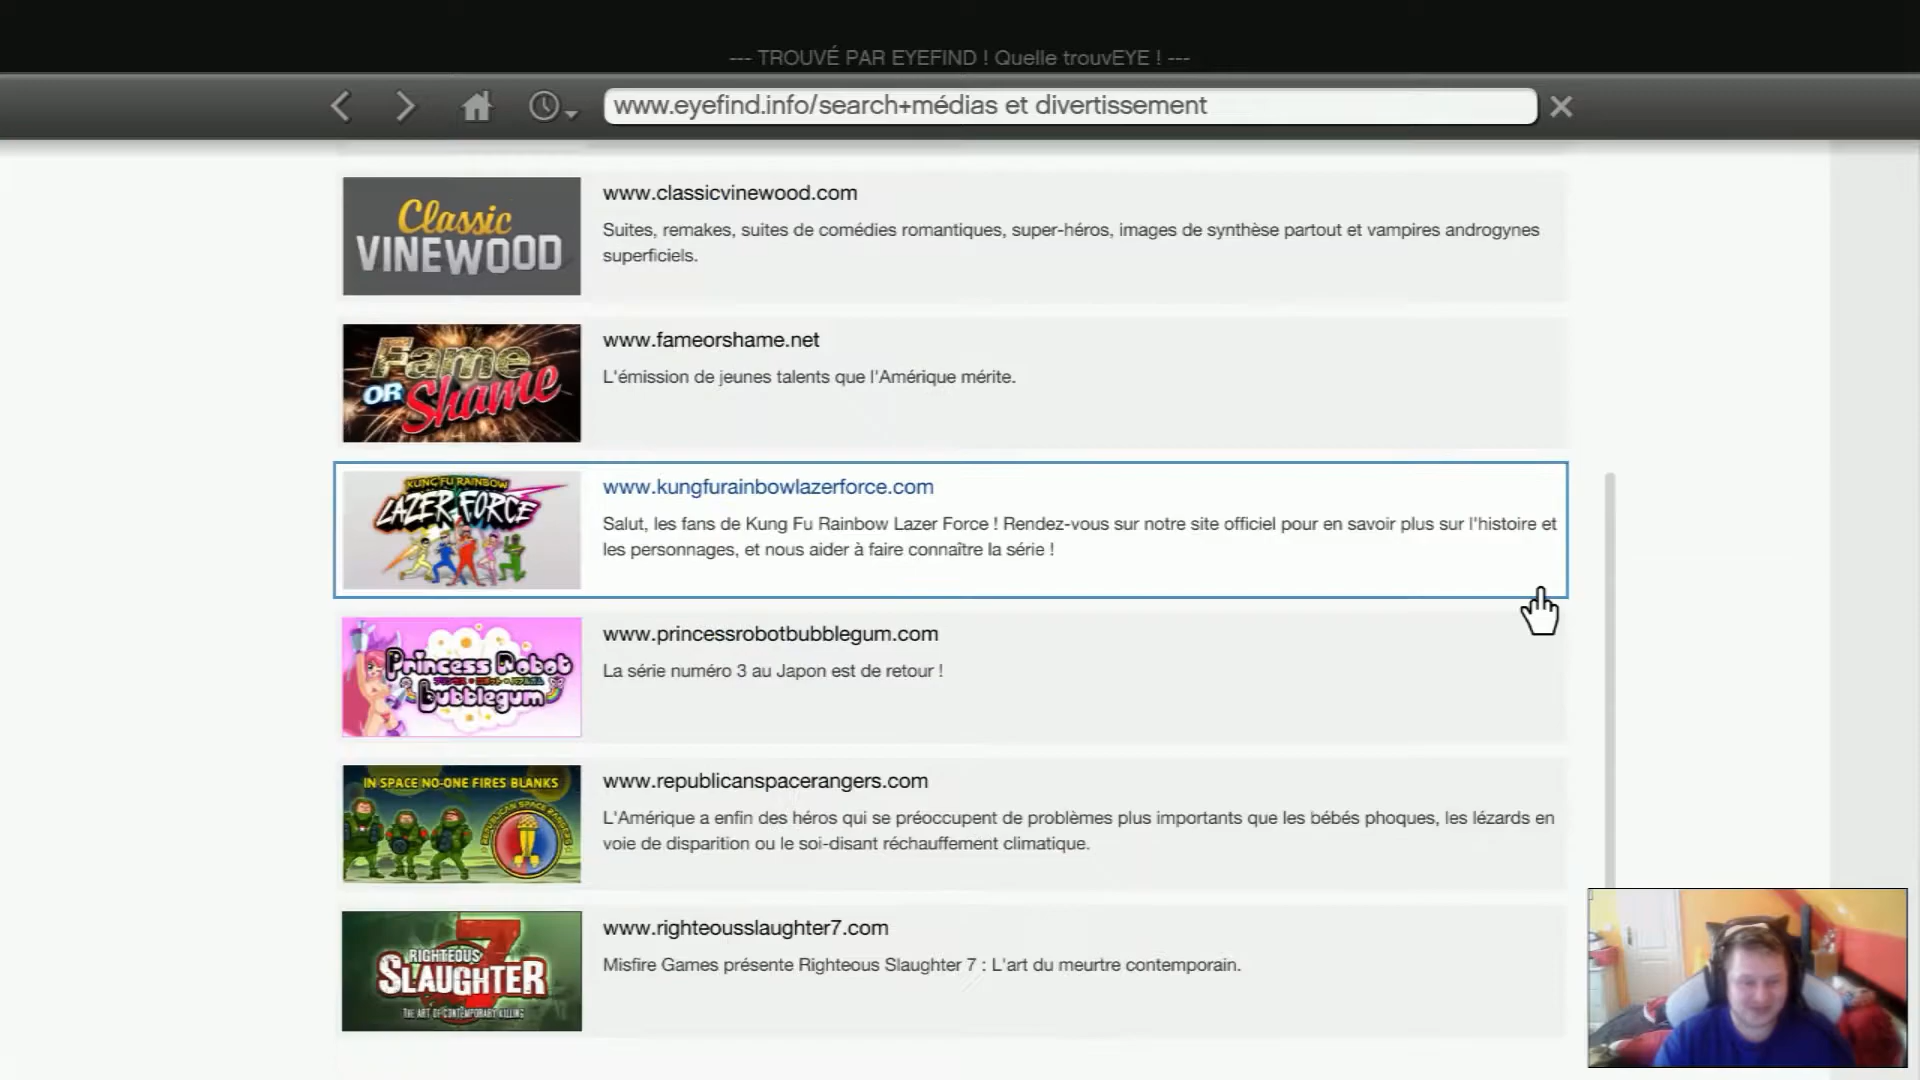 --- TROUVÉ PAR EYEFIND ! Quelle trouvEYE ! ---
www.eyefind.info/search+médias et divertissement
Classic
VINEWOOD
www.classicvinewood.com
Suites, remakes, suites de comédies romantiques, super-héros, images de synthèse partout et vampires androgynes
superficiels.
Fame
OR
Shame
www.fameorshame.net
L'émission de jeunes talents que l'Amérique mérite.
KUNG FU RAINBOW
LAZER FORCE
www.kungfurainbowlazerforce.com
Salut, les fans de Kung Fu Rainbow Lazer Force ! Rendez-vous sur notre site officiel pour en savoir plus sur l'histoire et
les personnages, et nous aider à faire connaître la série !
Princess Robot
Bubblegum
www.princessrobotbubblegum.com
La série numéro 3 au Japon est de retour !
IN SPACE NO-ONE FIRES BLANKS
REPUBLICAN SPACE RANGERS
www.republicanspacerangers.com
L'Amérique a enfin des héros qui se préoccupent de problèmes plus importants que les bébés phoques, les lézards en
voie de disparition ou le soi-disant réchauffement climatique.
7
RIGHTEOUS
SLAUGHTER
THE ART OF CONTEMPORARY KILLING
www.righteousslaughter7.com
Misfire Games présente Righteous Slaughter 7 : L'art du meurtre contemporain.